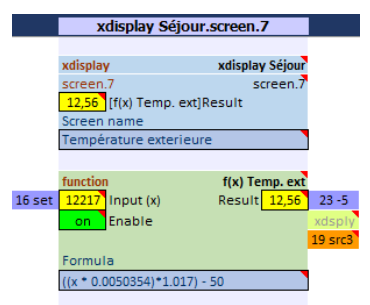 xdisplay Séjour.screen.7
xdisplay xdisplay Séjour
screen.7 screen.7
12,56 [f(x) Temp. ext]Result
Screen name
Température exterieure
function f(x) Temp. ext
16 set 12217 Input (x) Result 12,56 23 -5
on Enable xdsply
19 src3
Formula
((x * 0.0050354)*1.017) - 50